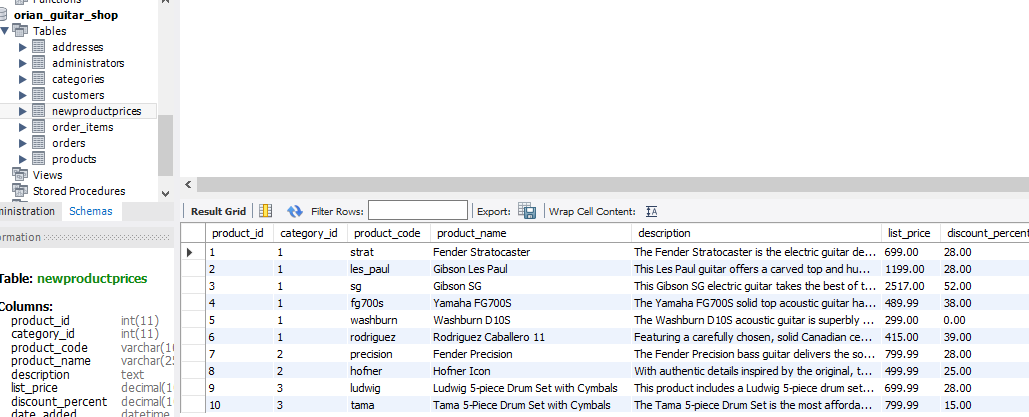 Functions
orian_guitar_shop
Tables
addresses
administrators
categories
customers
newproductprices
order_items
orders
products
Views
Stored Procedures
ministration Schemas
formation
Table: newproductprices
Columns:
product_id int(11)
category_id int(11)
product_code varchar(10
product_name varchar(25
description text
list_price decimal(1
discount_percent decimal(1
date_added datetime
Result Grid Filter Rows: Export: Wrap Cell Content: IA
product_id category_id product_code product_name description list_price discount_percent
1 1 strat Fender Stratocaster The Fender Stratocaster is the electric guitar de... 699.00 28.00
2 1 les_paul Gibson Les Paul This Les Paul guitar offers a carved top and hu... 1199.00 28.00
3 1 sg Gibson SG This Gibson SG electric guitar takes the best of t... 2517.00 52.00
4 1 fg700s Yamaha FG700S The Yamaha FG700S solid top acoustic guitar ha... 489.99 38.00
5 1 washburn Washburn D10S The Washburn D10S acoustic guitar is superbly ... 299.00 0.00
6 1 rodriguez Rodriguez Caballero 11 Featuring a carefully chosen, solid Canadian ce... 415.00 39.00
7 2 precision Fender Precision The Fender Precision bass guitar delivers the so... 799.99 28.00
8 2 hofner Hofner Icon With authentic details inspired by the original, t... 499.99 25.00
9 3 ludwig Ludwig 5-piece Drum Set with Cymbals This product includes a Ludwig 5-piece drum set... 699.99 28.00
10 3 tama Tama 5-Piece Drum Set with Cymbals The Tama 5-piece Drum Set is the most afforda... 799.99 15.00